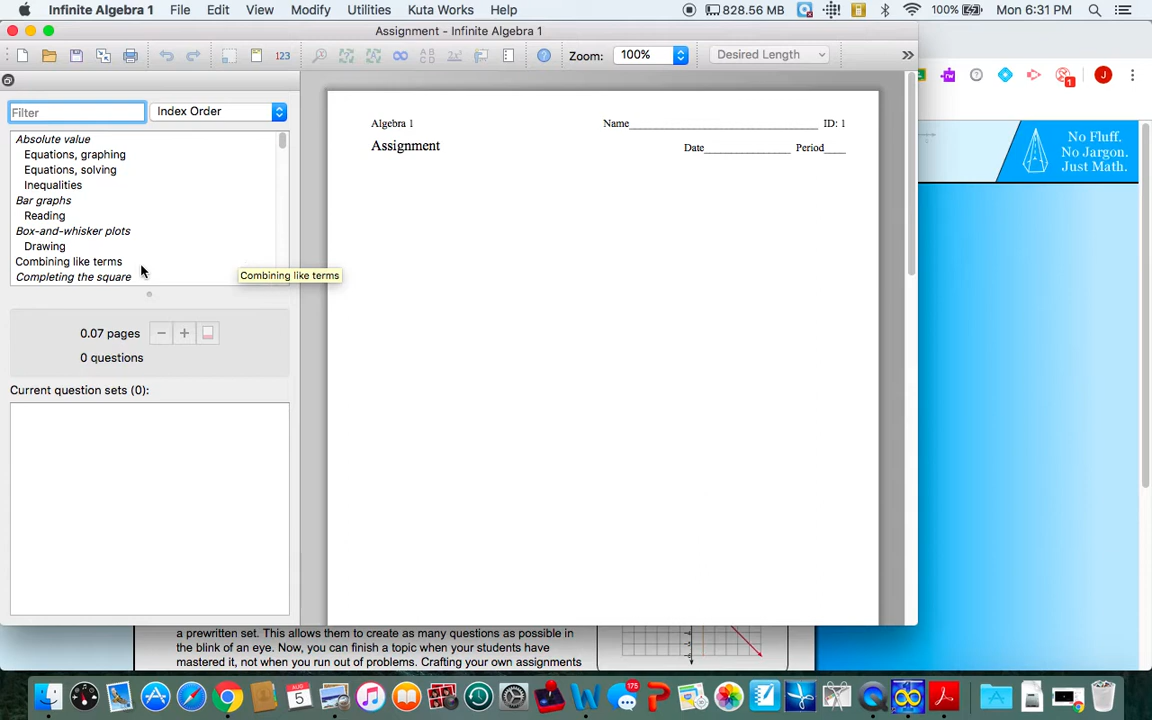 Infinite Algebra 1 File Edit View Modify Utilities Kuta Works Help 828.56 MB 100% Mon 6:31 PM
Assignment - Infinite Algebra 1
123 Zoom: 100% Desired Length »
Filter Index Order
Absolute value
Equations, graphing
Equations, solving
Inequalities
Bar graphs
Reading
Box-and-whisker plots
Drawing
Combining like terms
Completing the square
Combining like terms
0.07 pages
0 questions
Current question sets (0):
Algebra 1 Name ID: 1
Assignment Date Period
1 J
No Fluff.
No Jargon.
Just Math.
a prewritten set. This allows them to create as many questions as possible in
the blink of an eye. Now, you can finish a topic when your students have
mastered it, not when you run out of problems. Crafting your own assignments
AUG
5
175